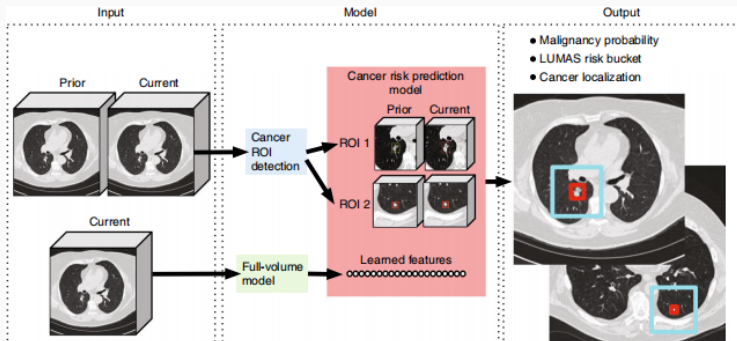 Input
Model
Output
Prior
Current
Cancer
ROI
detection
Cancer risk prediction
model
Prior
Current
ROI 1
ROI 2
• Malignancy probability
• LUMAS risk bucket
• Cancer localization
Current
Full-volume
model
Learned features